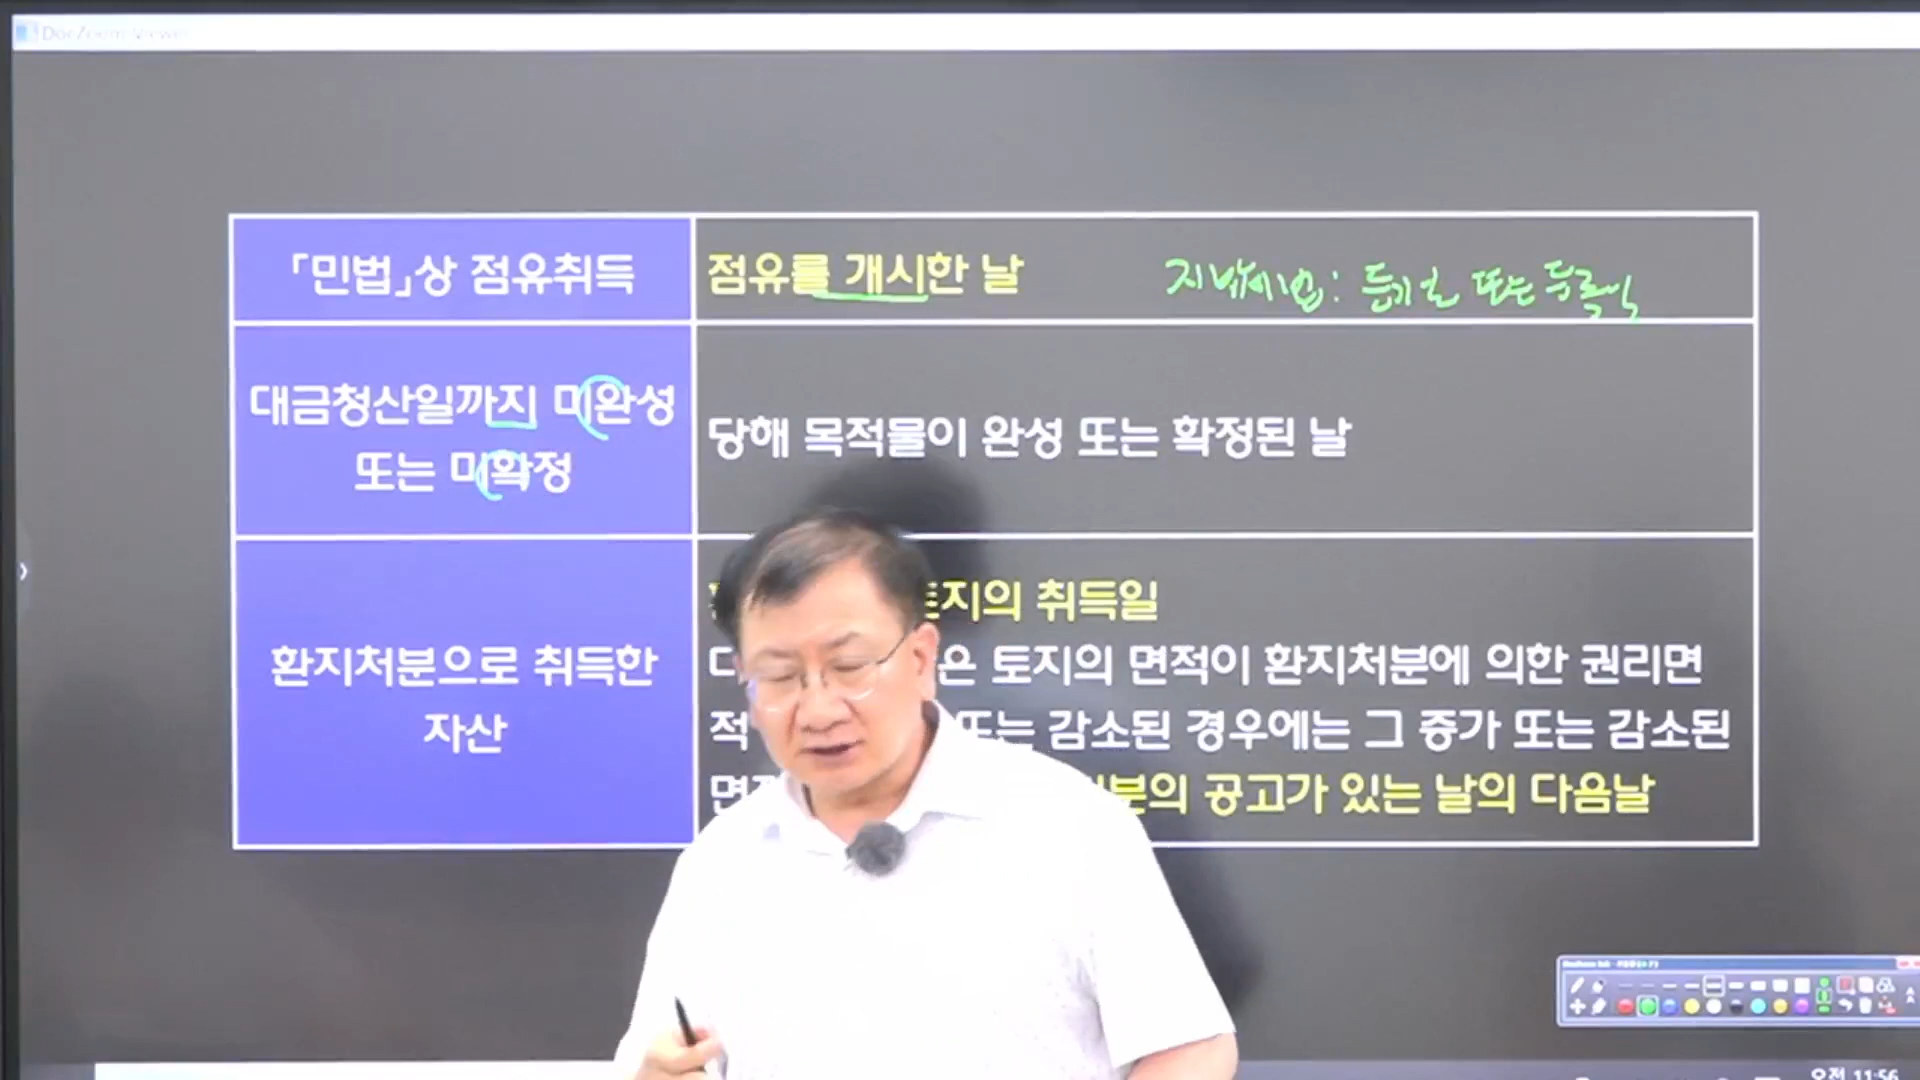 DocZoom Viewer
「민법」상 점유취득
점유를 개시한 날
지방세법: 등기일 또는 등록일
대금청산일까지 미완성
또는 미확정
당해 목적물이 완성 또는 확정된 날
환지처분으로 취득한
자산
토지의 취득일
은 토지의 면적이 환지처분에 의한 권리면
적 또는 감소된 경우에는 그 증가 또는 감소된
분의 공고가 있는 날의 다음날
오전 11:56